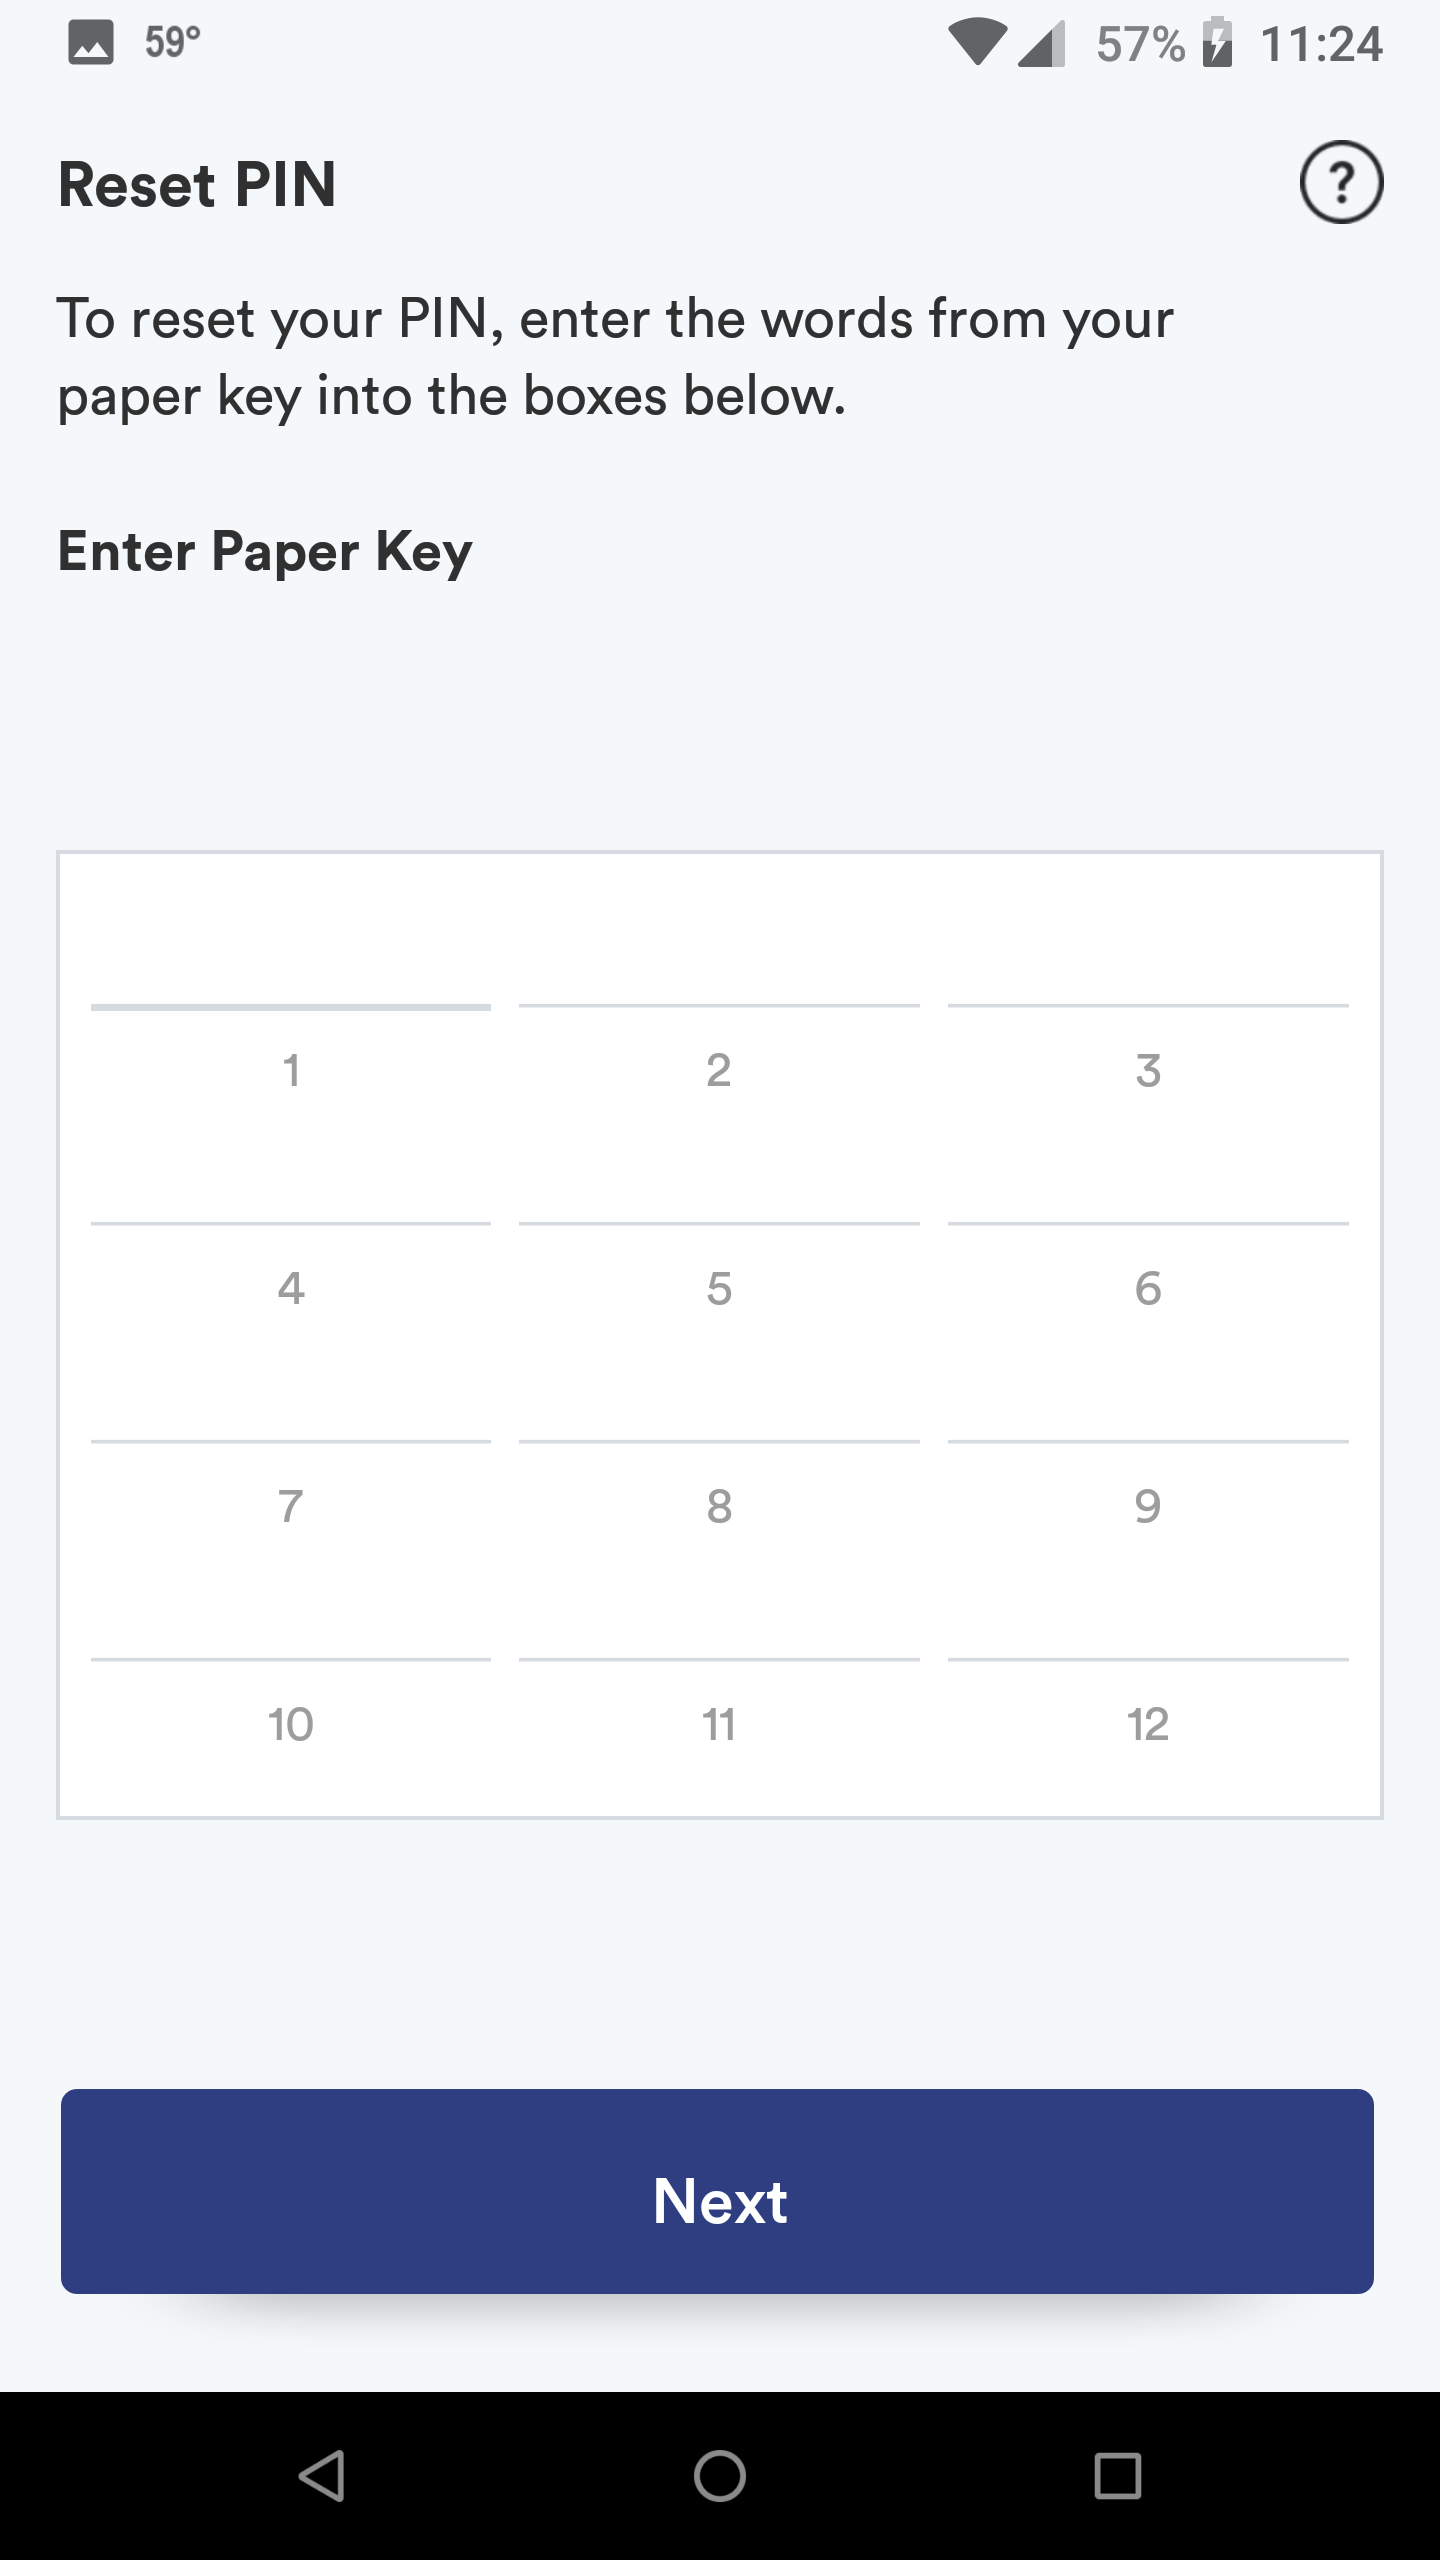 59° 57% 11:24
Reset PIN ?
To reset your PIN, enter the words from your
paper key into the boxes below.
Enter Paper Key
1 2 3
4 5 6
7 8 9
10 11 12
Next